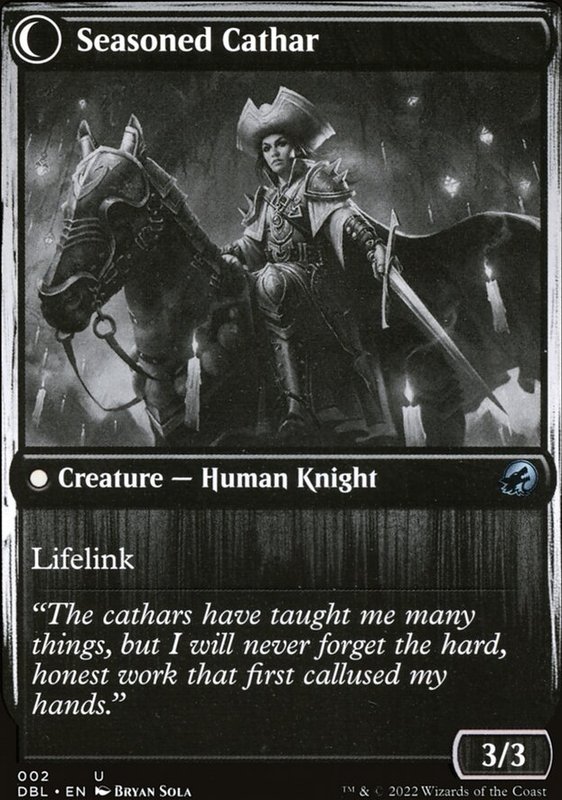 Seasoned Cathar
Creature — Human Knight
Lifelink
“The cathars have taught me many
things, but I will never forget the hard,
honest work that first callused my
hands.”
3/3
002 U
DBL • EN Bryan Sola
™ & © 2022 Wizards of the Coast